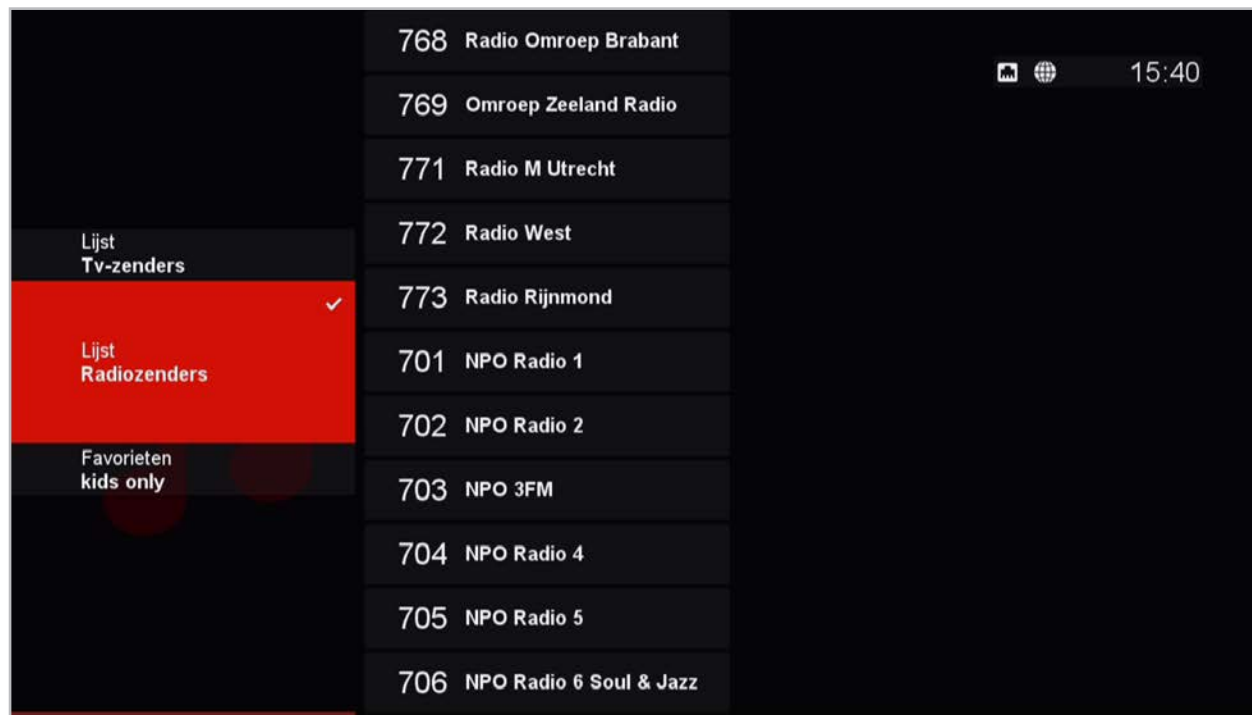 768 Radio Omroep Brabant
15:40
769 Omroep Zeeland Radio
771 Radio M Utrecht
772 Radio West
Lijst
Tv-zenders
773 Radio Rijnmond
Lijst
Radiozenders
701 NPO Radio 1
702 NPO Radio 2
Favorieten
kids only
703 NPO 3FM
704 NPO Radio 4
705 NPO Radio 5
706 NPO Radio 6 Soul & Jazz